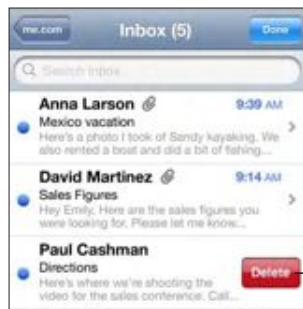 me.com Inbox (5) Done
Search Inbox
Anna Larson 9:39 AM
Mexico vacation
Here's a photo I took of Sandy kayaking. We
also rented a boat and did a bit of fishing...
David Martinez 9:14 AM
Sales Figures
Hey Emily, Here are the sales figures you
were looking for. Please let me know...
Paul Cashman
Directions
Delete
Here's where we're shooting the
video for the sales conference. Call...